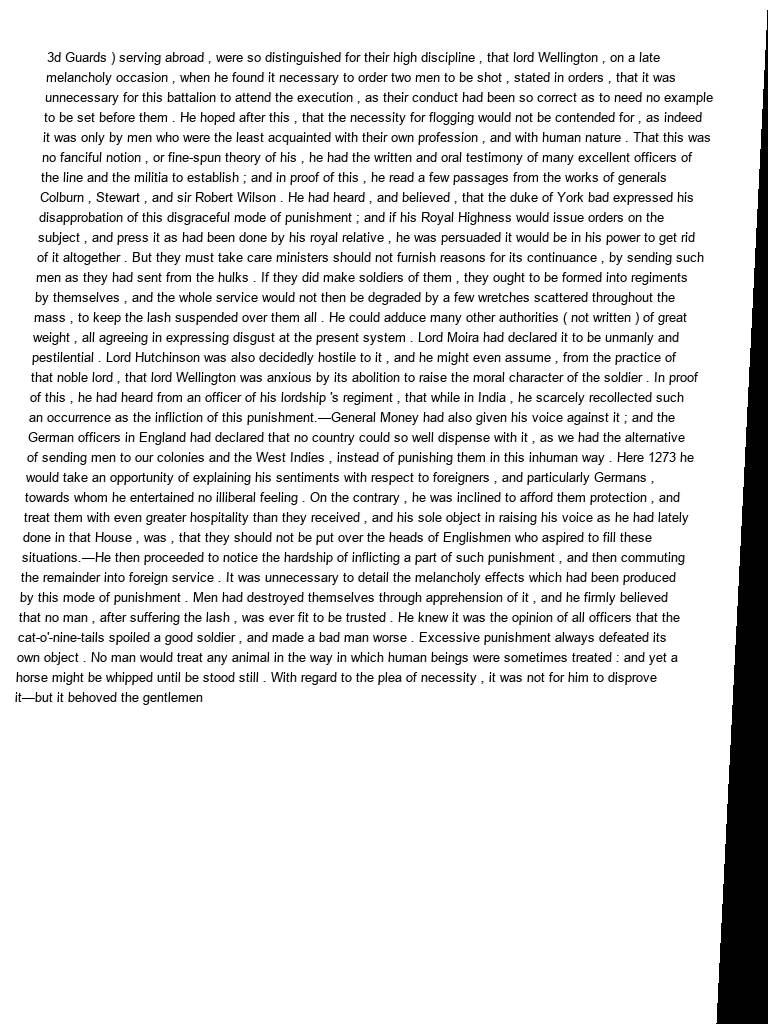 3d Guards ) serving abroad , were so distinguished for their high discipline , that lord Wellington , on a late
melancholy occasion , when he found it necessary to order two men to be shot , stated in orders , that it was
unnecessary for this battalion to attend the execution , as their conduct had been so correct as to need no example
to be set before them . He hoped after this , that the necessity for flogging would not be contended for , as indeed
it was only by men who were the least acquainted with their own profession , and with human nature . That this was
no fanciful notion , or fine-spun theory of his , he had the written and oral testimony of many excellent officers of
the line and the militia to establish ; and in proof of this , he read a few passages from the works of generals
Colburn , Stewart , and sir Robert Wilson . He had heard , and believed , that the duke of York bad expressed his
disapprobation of this disgraceful mode of punishment ; and if his Royal Highness would issue orders on the
subject , and press it as had been done by his royal relative , he was persuaded it would be in his power to get rid
of it altogether . But they must take care ministers should not furnish reasons for its continuance , by sending such
men as they had sent from the hulks . If they did make soldiers of them , they ought to be formed into regiments
by themselves , and the whole service would not then be degraded by a few wretches scattered throughout the
mass , to keep the lash suspended over them all . He could adduce many other authorities ( not written ) of great
weight , all agreeing in expressing disgust at the present system . Lord Moira had declared it to be unmanly and
pestilential . Lord Hutchinson was also decidedly hostile to it , and he might even assume , from the practice of
that noble lord , that lord Wellington was anxious by its abolition to raise the moral character of the soldier . In proof
of this , he had heard from an officer of his lordship 's regiment , that while in India , he scarcely recollected such
an occurrence as the infliction of this punishment.—General Money had also given his voice against it ; and the
German officers in England had declared that no country could so well dispense with it , as we had the alternative
of sending men to our colonies and the West Indies , instead of punishing them in this inhuman way . Here 1273 he
would take an opportunity of explaining his sentiments with respect to foreigners , and particularly Germans ,
towards whom he entertained no illiberal feeling . On the contrary , he was inclined to afford them protection , and
treat them with even greater hospitality than they received , and his sole object in raising his voice as he had lately
done in that House , was , that they should not be put over the heads of Englishmen who aspired to fill these
situations.—He then proceeded to notice the hardship of inflicting a part of such punishment , and then commuting
the remainder into foreign service . It was unnecessary to detail the melancholy effects which had been produced
by this mode of punishment . Men had destroyed themselves through apprehension of it , and he firmly believed
that no man , after suffering the lash , was ever fit to be trusted . He knew it was the opinion of all officers that the
cat-o'-nine-tails spoiled a good soldier , and made a bad man worse . Excessive punishment always defeated its
own object . No man would treat any animal in the way in which human beings were sometimes treated : and yet a
horse might be whipped until be stood still . With regard to the plea of necessity , it was not for him to disprove
it—but it behoved the gentlemen